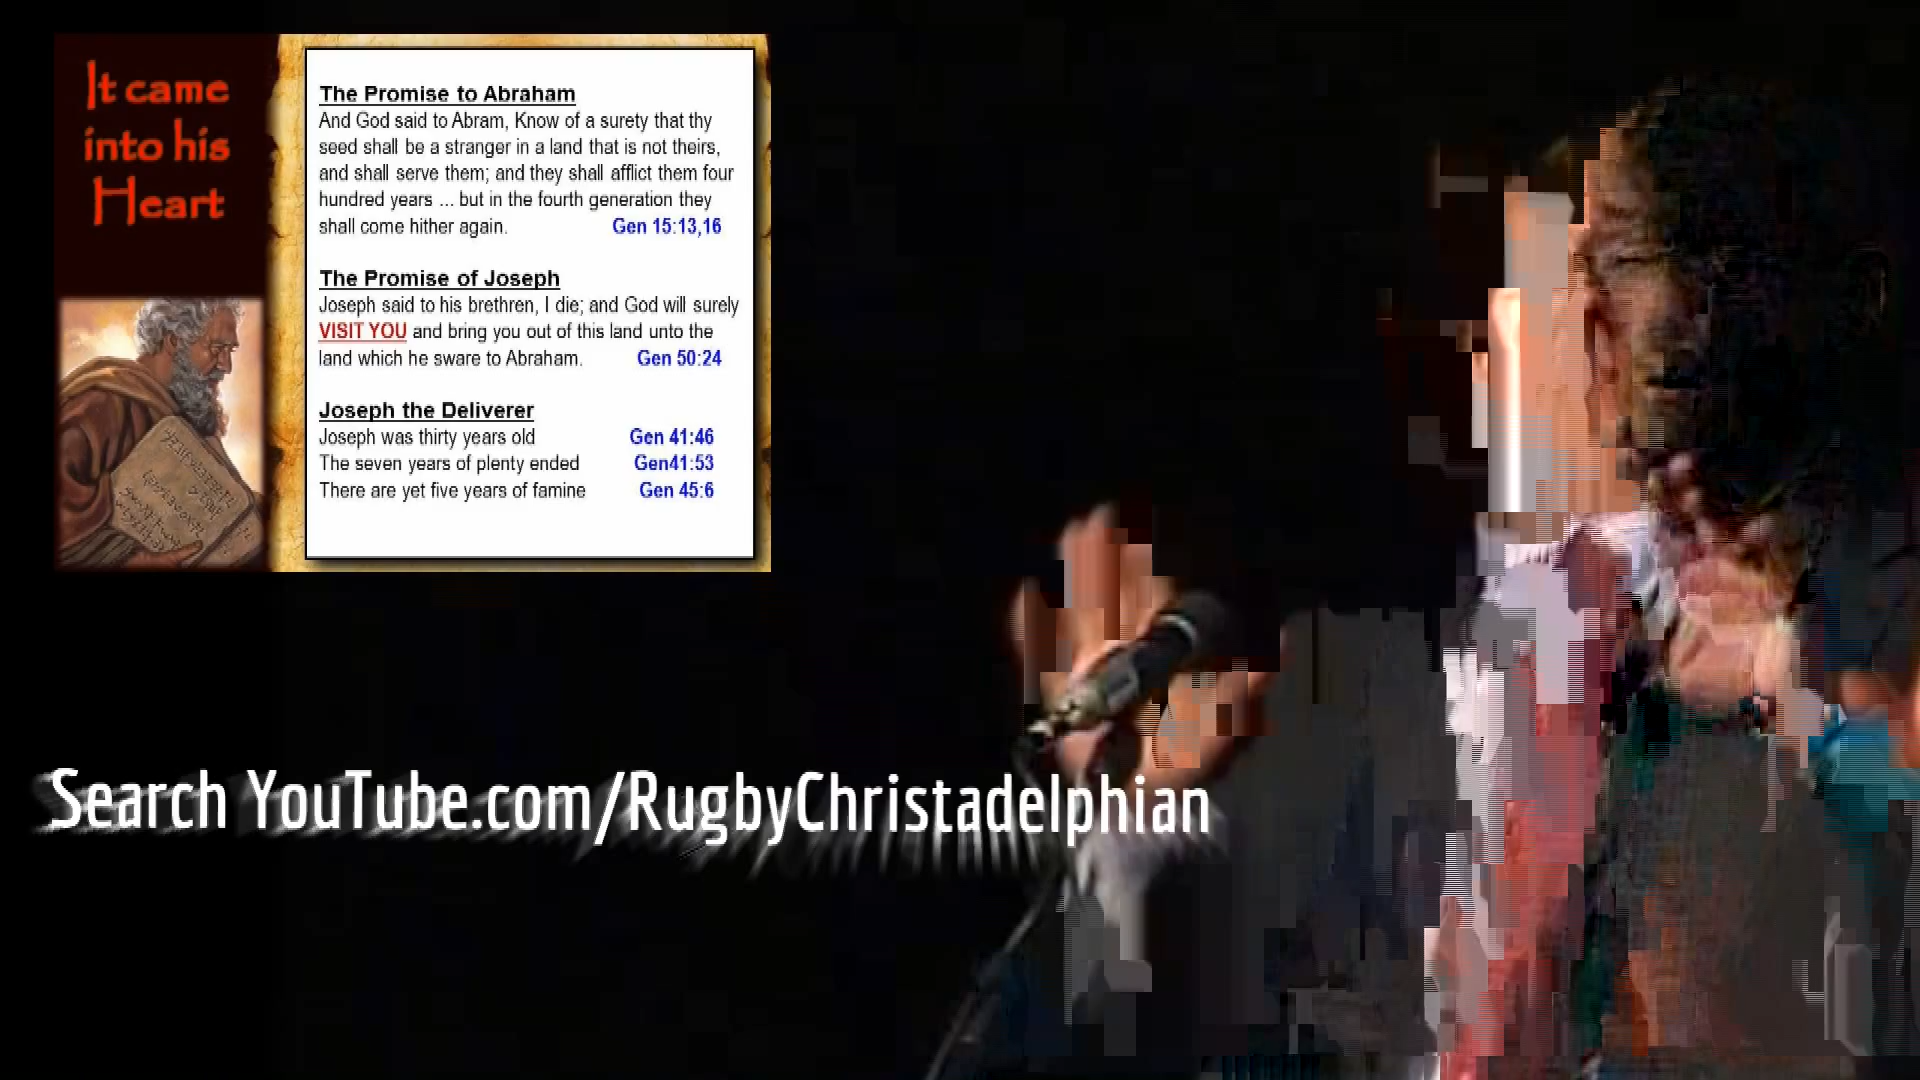 It came
into his
Heart
The Promise to Abraham
And God said to Abram, Know of a surety that thy
seed shall be a stranger in a land that is not theirs,
and shall serve them; and they shall afflict them four
hundred years ... but in the fourth generation they
shall come hither again. Gen 15:13,16
The Promise of Joseph
Joseph said to his brethren, I die; and God will surely
VISIT YOU and bring you out of this land unto the
land which he sware to Abraham. Gen 50:24
Joseph the Deliverer
Joseph was thirty years old Gen 41:46
The seven years of plenty ended Gen41:53
There are yet five years of famine Gen 45:6
Search YouTube.com/RugbyChristadelphian